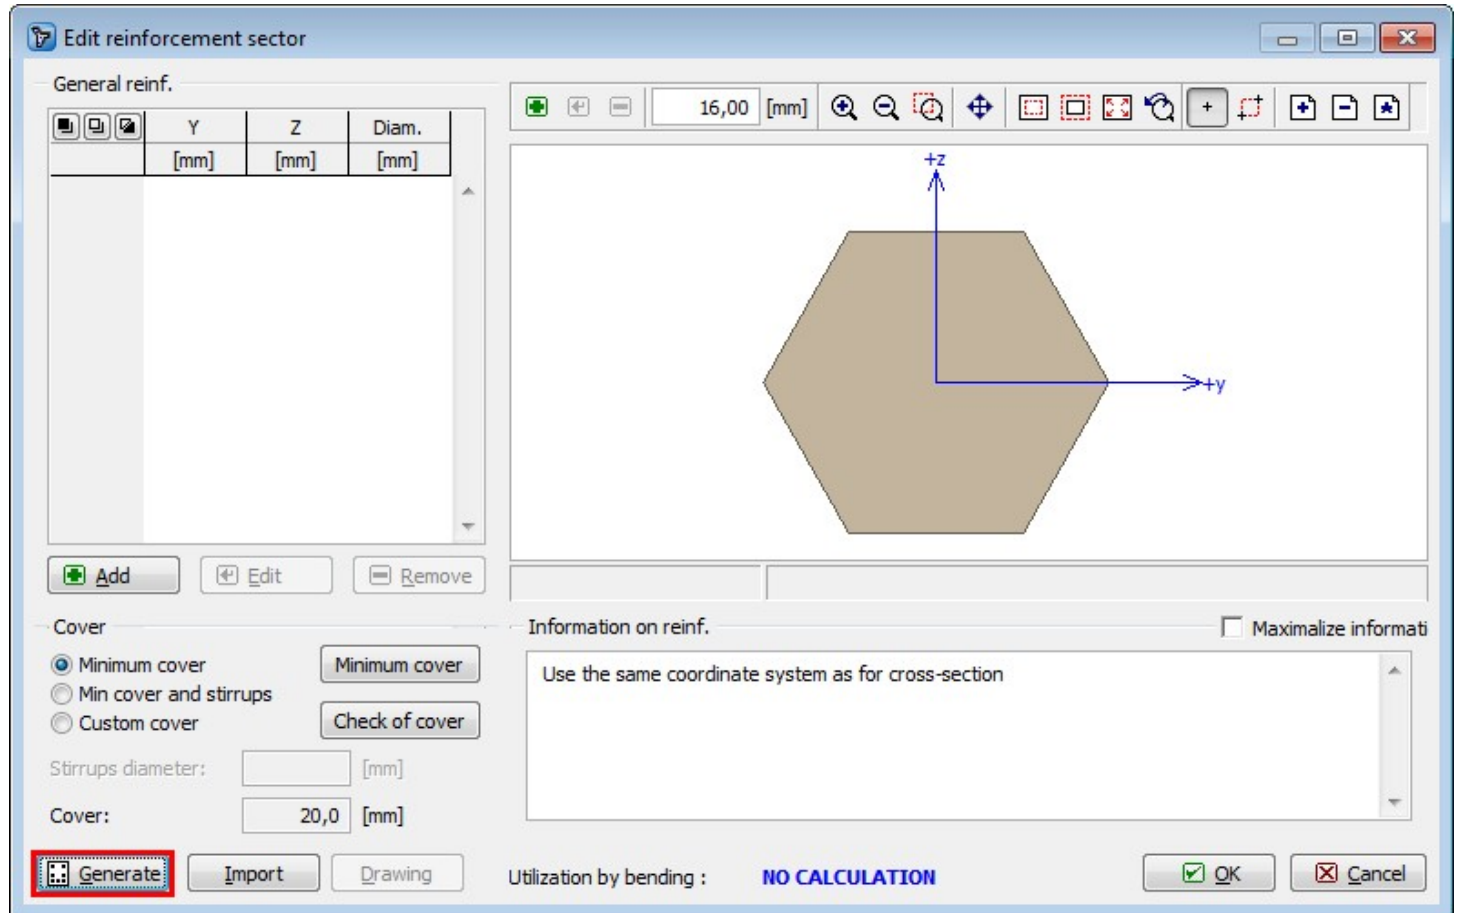 Edit reinforcement sector
General reinf.
Y Z Diam.
[mm] [mm] [mm]
16,00 [mm]
+z
+y
Add Edit Remove
Cover
Minimum cover
Min cover and stirrups
Custom cover
Minimum cover
Check of cover
Stirrups diameter: [mm]
Cover: 20,0 [mm]
Information on reinf.
Maximalize informati
Use the same coordinate system as for cross-section
Generate Import Drawing
Utilization by bending : NO CALCULATION
OK Cancel